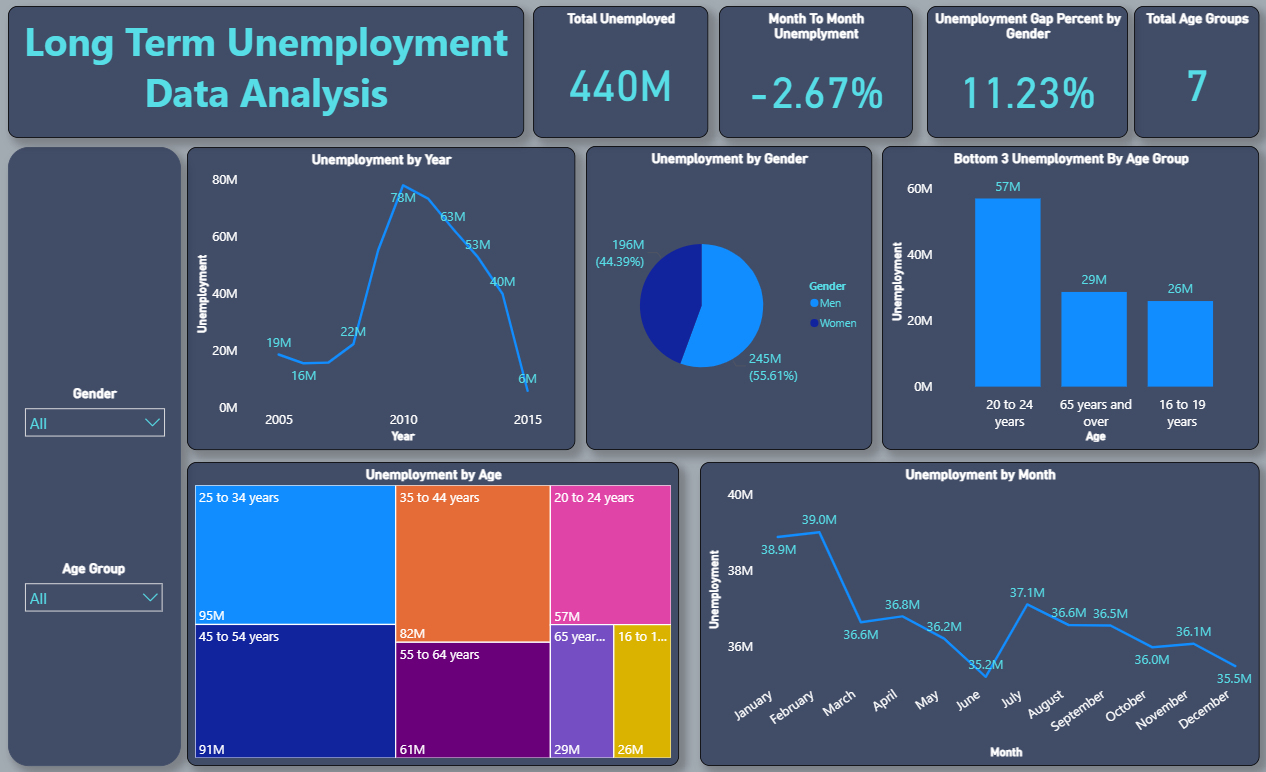 Long Term Unemployment
Data Analysis
Total Unemployed
440M
Month To Month
Unemplyment
-2.67%
Unemployment Gap Percent by
Gender
11.23%
Total Age Groups
7
Gender
All
Age Group
All
Unemployment by Year
80M
60M
40M
20M
0M
Unemployment
19M
16M
22M
78M
63M
53M
40M
6M
2005
2010
2015
Year
Unemployment by Gender
196M
(44.39%)
245M
(55.61%)
Gender
Men
Women
Bottom 3 Unemployment By Age Group
60M
40M
20M
0M
Unemployment
57M
29M
26M
20 to 24
years
65 years and
over
16 to 19
years
Age
Unemployment by Age
25 to 34 years
95M
45 to 54 years
91M
35 to 44 years
82M
55 to 64 years
61M
20 to 24 years
57M
65 year...
29M
16 to 1...
26M
Unemployment by Month
40M
38M
36M
Unemployment
38.9M
39.0M
36.6M
36.8M
36.2M
35.2M
37.1M
36.6M
36.5M
36.0M
36.1M
35.5M
January
February
March
April
May
June
July
August
September
October
November
December
Month